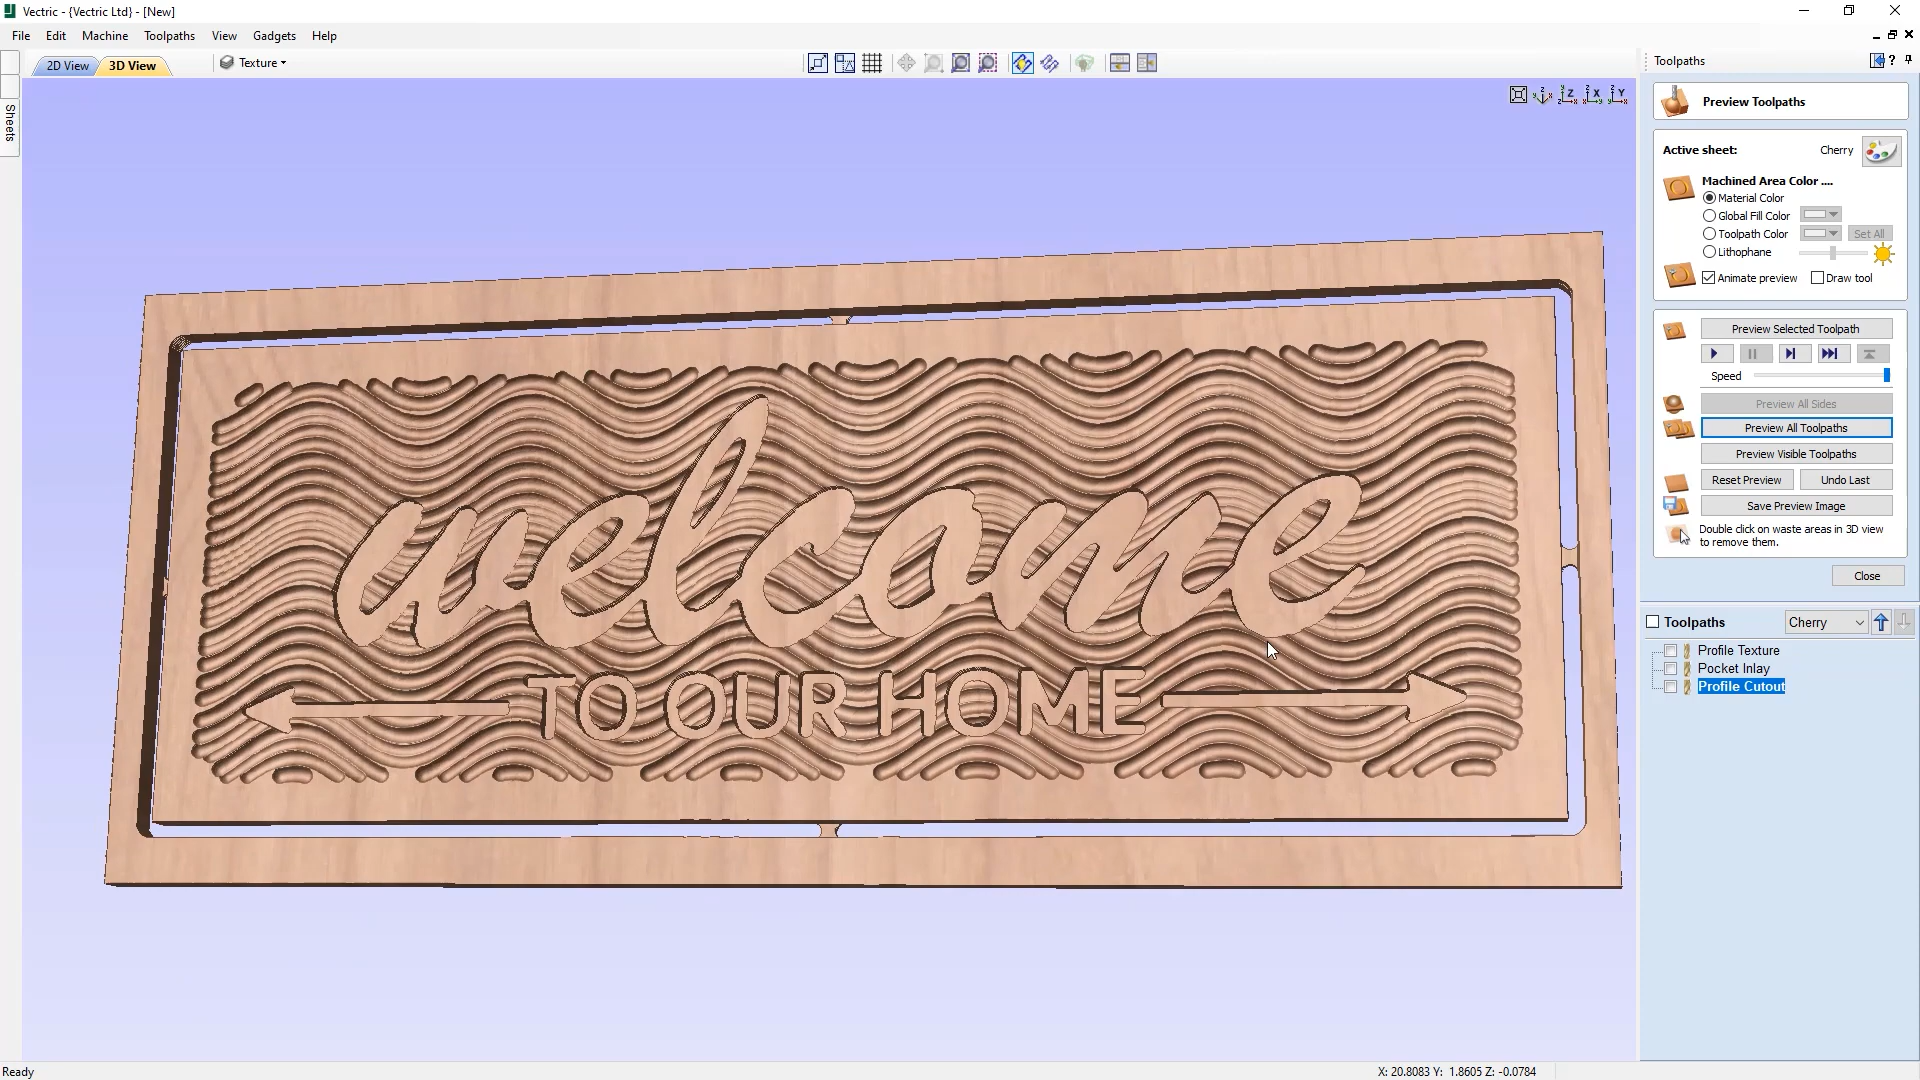 Vectric - {Vectric Ltd} - [New]
File Edit Machine Toolpaths View Gadgets Help
2D View 3D View Texture
Sheets
Z X Y
welcome
TO OUR HOME
Toolpaths
Preview Toolpaths
Active sheet: Cherry
Machined Area Color ....
Material Color
Global Fill Color
Toolpath Color Set All
Lithophane
Animate preview Draw tool
Preview Selected Toolpath
Speed
Preview All Sides
Preview All Toolpaths
Preview Visible Toolpaths
Reset Preview Undo Last
Save Preview Image
Double click on waste areas in 3D view
to remove them.
Close
Toolpaths Cherry
Profile Texture
Pocket Inlay
Profile Cutout
Ready X: 20.8083 Y: 1.8605 Z: -0.0784